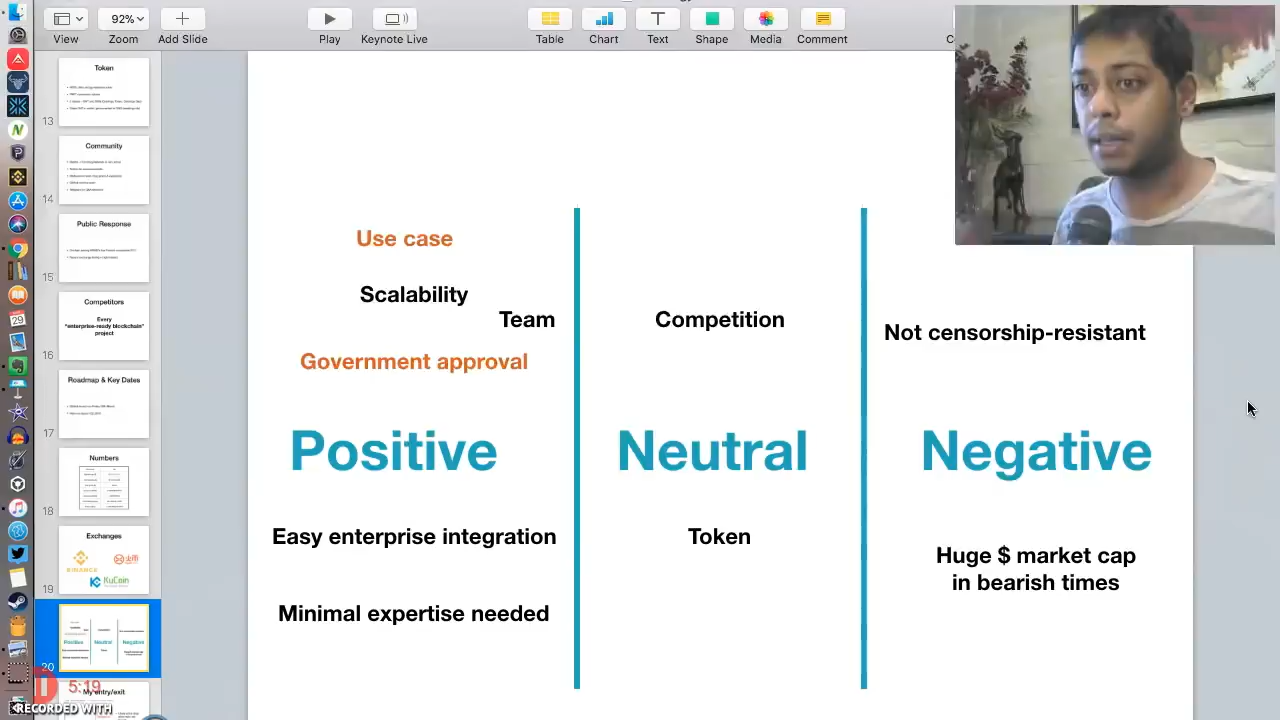 92%
View
Zoom
Add Slide
Play
Keynote Live
Table
Chart
Text
Shape
Media
Comment
Token
13
Community
14
Public Response
15
Competitors
Every
"enterprise-ready blockchain"
project
16
Roadmap & Key Dates
17
Numbers
18
Exchanges
BINANCE
KuCoin
19
20
My entry/exit
5:19
RECORDED WITH
Use case
Scalability
Team
Government approval
Positive
Easy enterprise integration
Minimal expertise needed
Competition
Neutral
Token
Not censorship-resistant
Negative
Huge $ market cap
in bearish times
29